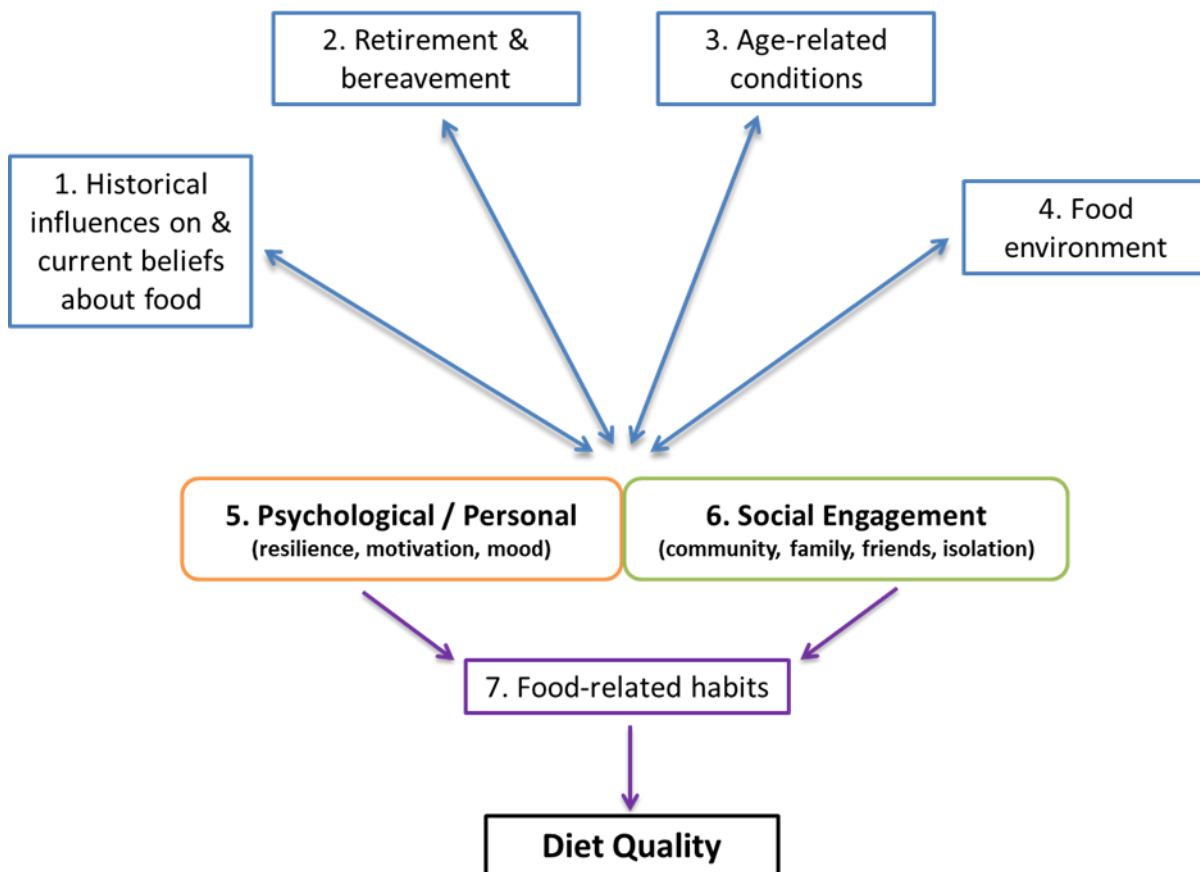 2. Retirement &
bereavement
3. Age-related
conditions
1. Historical
influences on &
current beliefs
about food
4. Food
environment
5. Psychological / Personal
(resilience, motivation, mood)
6. Social Engagement
(community, family, friends, isolation)
7. Food-related habits
Diet Quality